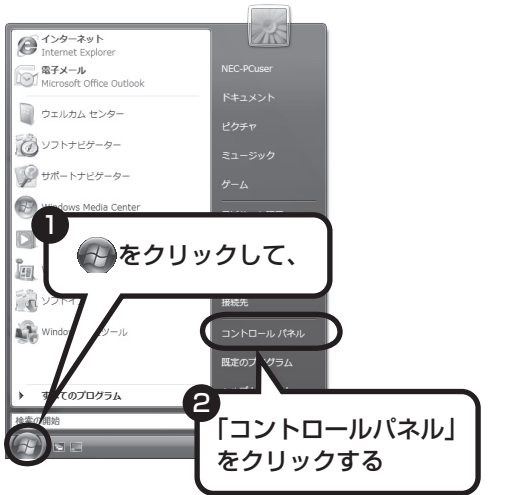 インターネット
Internet Explorer
電子メール
Microsoft Office Outlook
ウェルカム センター
ソフトナビゲーター
サポートナビゲーター
Windows Media Center
すべてのプログラム
検索の開始
NEC-PCuser
ドキュメント
ピクチャ
ミュージック
ゲーム
接続先
コントロール パネル
既定のプログラム
1
をクリックして、
2
「コントロールパネル」
をクリックする